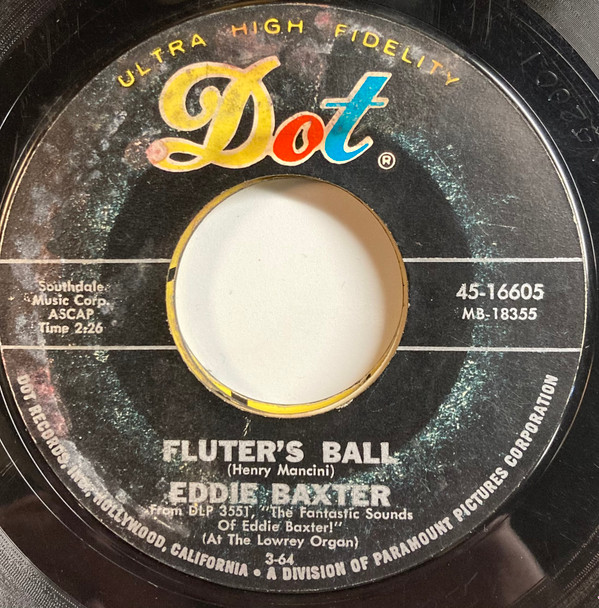 ULTRA HIGH FIDELITY
Dot®
Southdale
Music Corp.
ASCAP
Time 2:26
45-16605
MB-18355
FLUTER'S BALL
(Henry Mancini)
EDDIE BAXTER
From DLP 3551, "The Fantastic Sounds
Of Eddie Baxter!"
(At The Lowrey Organ)
3-64
DOT RECORDS, INC., HOLLYWOOD, CALIFORNIA • A DIVISION OF PARAMOUNT PICTURES CORPORATION